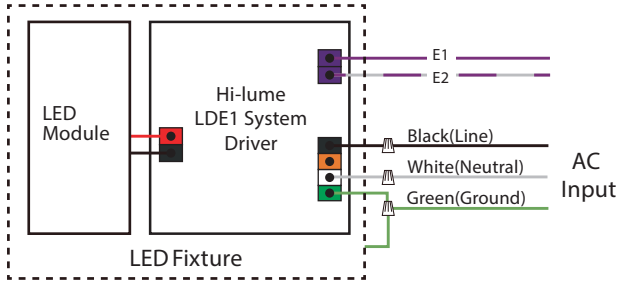 LED
Module
Hi-lume
LDE1 System
Driver
E1
E2
Black(Line)
White(Neutral)
Green(Ground)
AC
Input
LED Fixture